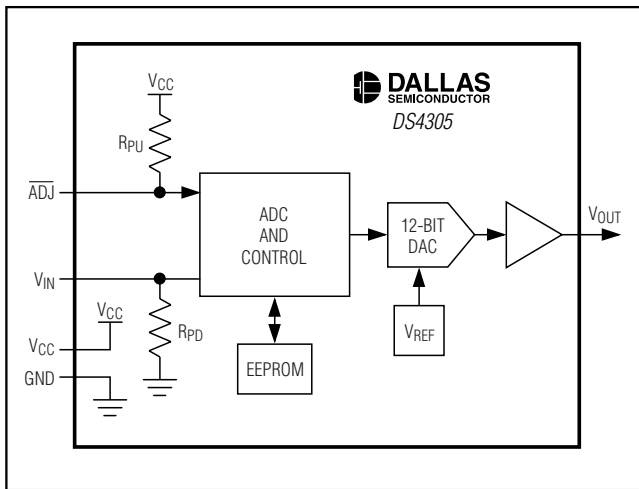 DALLAS
SEMICONDUCTOR
DS4305
VCC
RPU
ADJ
ADC
AND
CONTROL
12-BIT
DAC
VOUT
VIN
VCC
RPD
VREF
VCC
EEPROM
GND